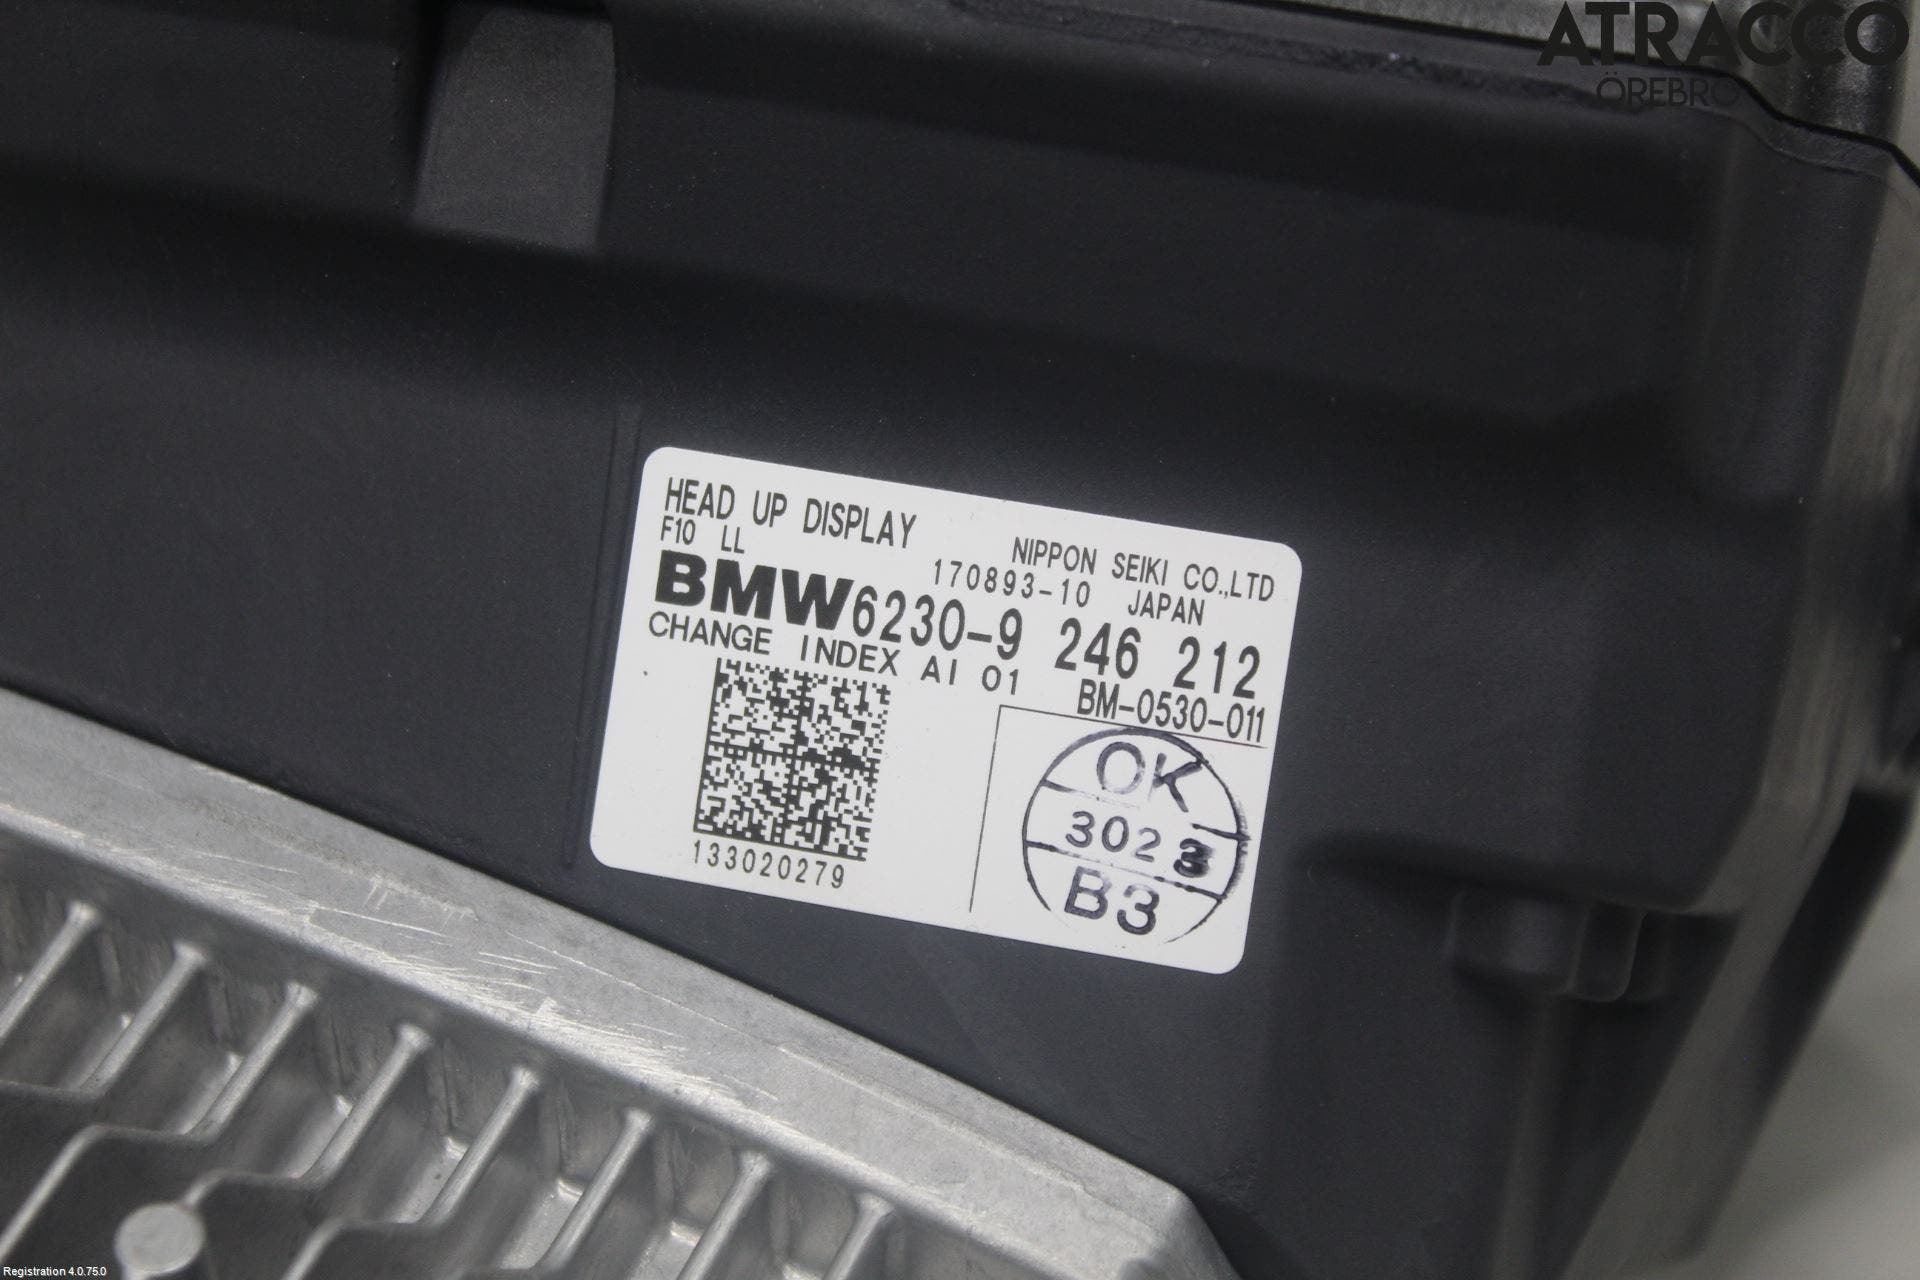 ATRACCO
ÖREBRO
HEAD UP DISPLAY
F10 LL
NIPPON SEIKI CO.,LTD
170893-10 JAPAN
BMW 6230-9 246 212
CHANGE INDEX AI 01
BM-0530-011
OK
302
B3
133020279
Registration 4.0.75.0